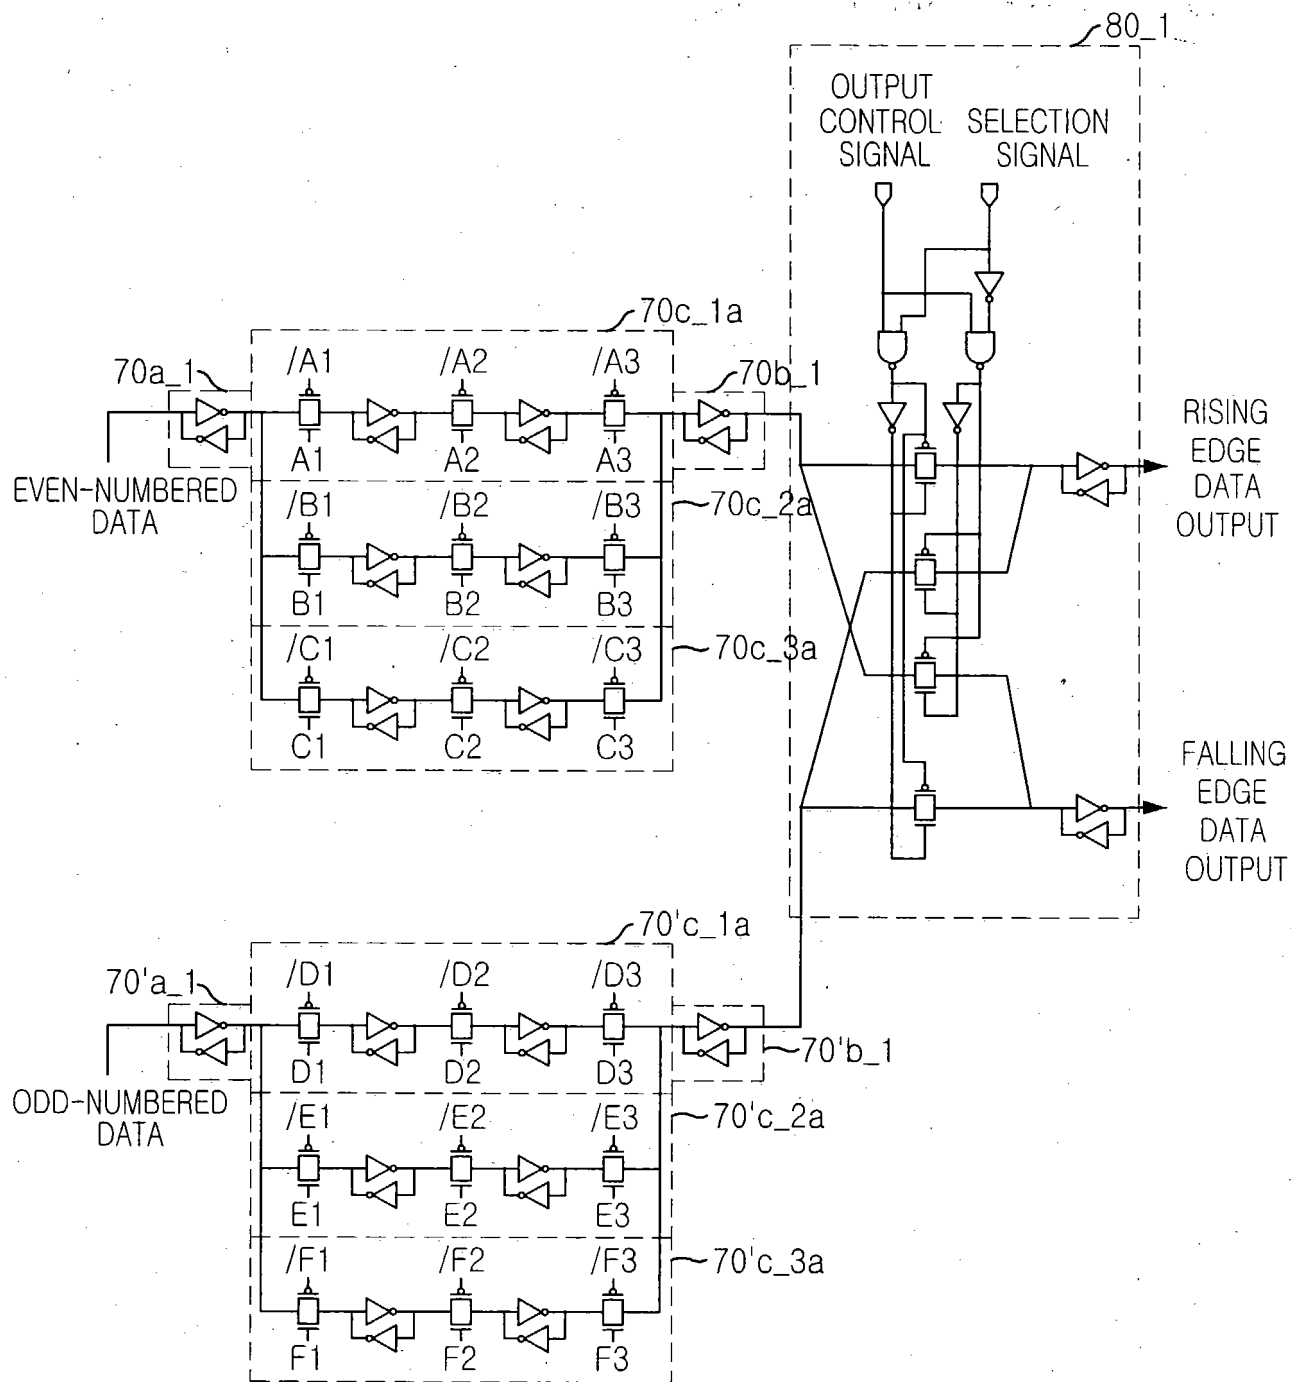 80_1
OUTPUT
CONTROL
SIGNAL
SELECTION
SIGNAL
70c_1a
70a_1
/A1
/A2
/A3
70b_1
A1
A2
A3
EVEN-NUMBERED
DATA
RISING
EDGE
DATA
OUTPUT
/B1
/B2
/B3
70c_2a
B1
B2
B3
/C1
/C2
/C3
70c_3a
C1
C2
C3
FALLING
EDGE
DATA
OUTPUT
70'c_1a
70'a_1
/D1
/D2
/D3
D1
D2
D3
70'b_1
ODD-NUMBERED
DATA
/E1
/E2
/E3
70'c_2a
E1
E2
E3
/F1
/F2
/F3
70'c_3a
F1
F2
F3